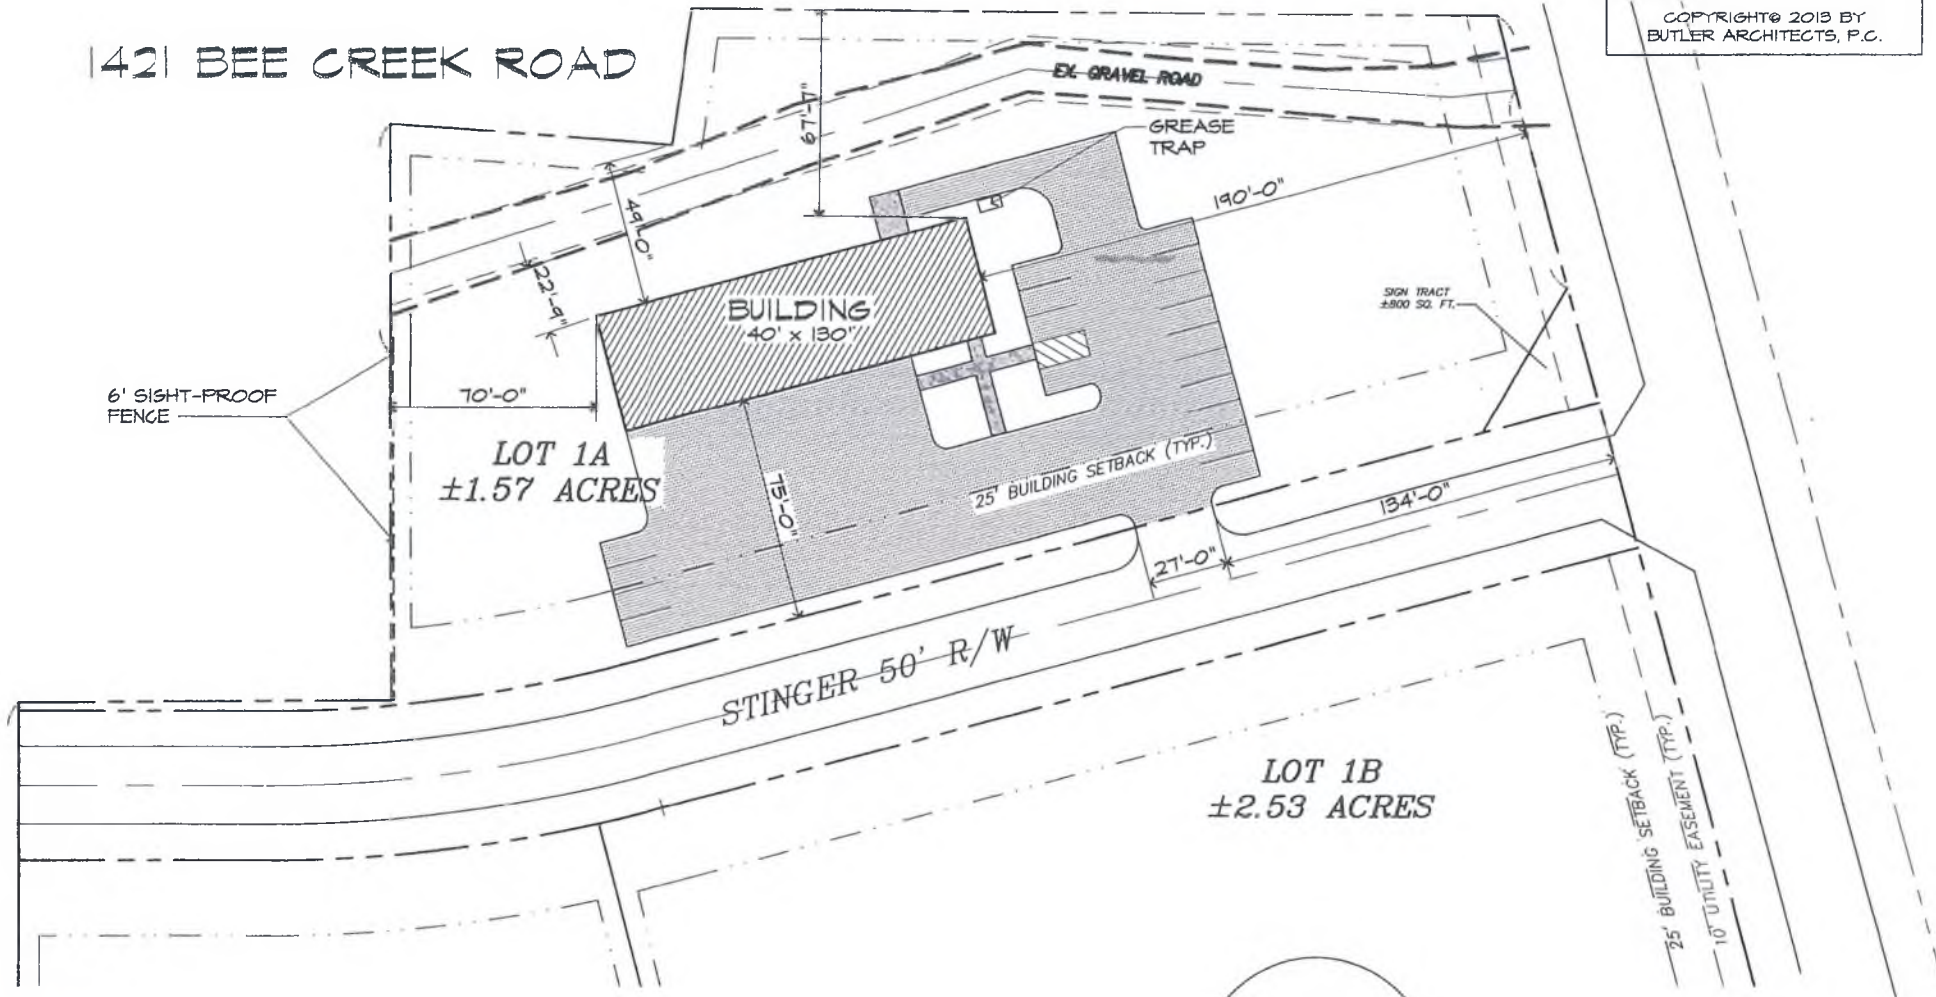 COPYRIGHT© 2013 BY
BUTLER ARCHITECTS, P.C.
1421 BEE CREEK ROAD
EX. GRAVEL ROAD
67'-7"
GREASE
TRAP
190'-0"
49'-0"
22'-9"
BUILDING
40' x 130'
SIGN TRACT
±800 SQ. FT.
6' SIGHT-PROOF
FENCE
70'-0"
LOT 1A
±1.57 ACRES
75'-0"
25' BUILDING SETBACK (TYP.)
134'-0"
27'-0"
STINGER 50' R/W
LOT 1B
±2.53 ACRES
25' BUILDING SETBACK (TYP.)
10' UTILITY EASEMENT (TYP.)